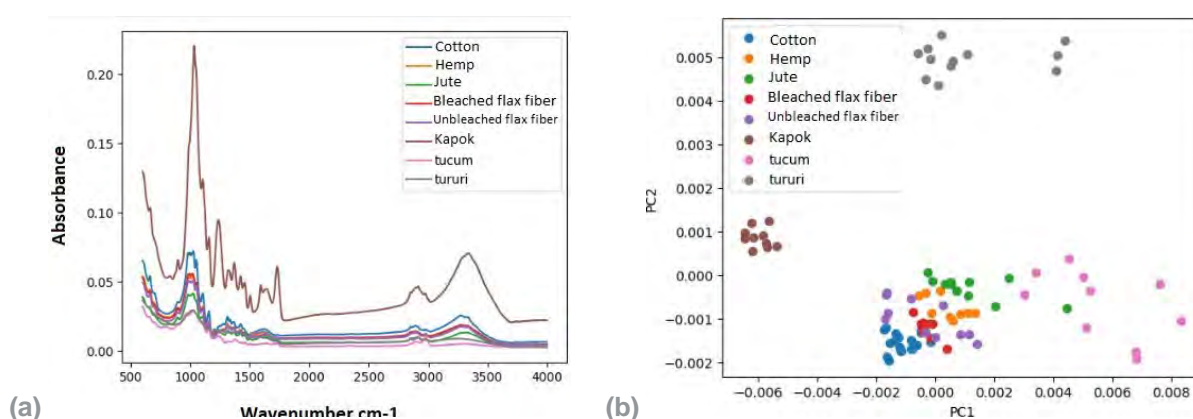 0.20
0.15
0.10
0.05
0.00
Absorbance
Cotton
Hemp
Jute
Bleached flax fiber
Unbleached flax fiber
Kapok
tucum
tururi
500 1000 1500 2000 2500 3000 3500 4000
Wavenumber cm-1
(a)
0.005
0.004
0.003
0.002
0.001
0.000
−0.001
−0.002
PC2
Cotton
Hemp
Jute
Bleached flax fiber
Unbleached flax fiber
Kapok
tucum
tururi
−0.006 −0.004 −0.002 0.000 0.002 0.004 0.006 0.008
PC1
(b)